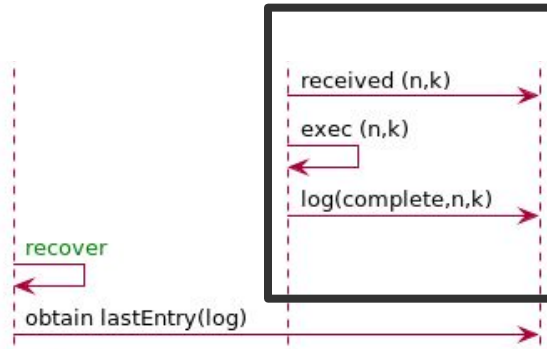 received (n,k)
exec (n,k)
log(complete,n,k)
recover
obtain lastEntry(log)